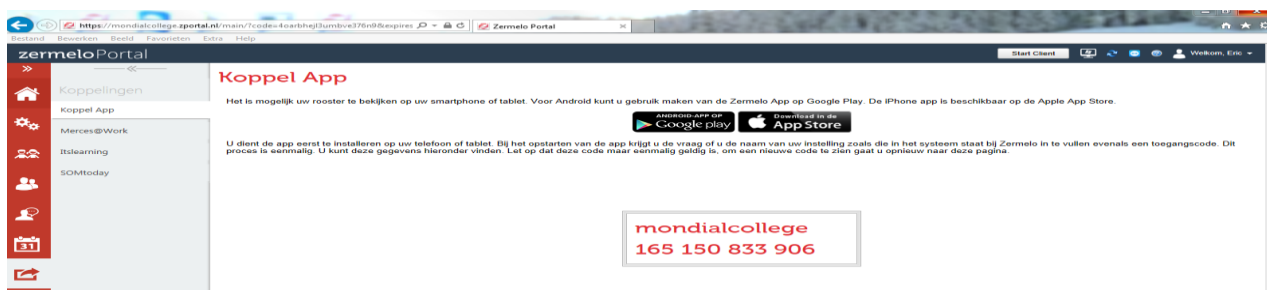 https://mondialcollege.zportal.nl/main/?code=4oarbhejl3umbve376n98expires
Zermelo Portal
Bestand Bewerken Beeld Favorieten Extra Help
zermeloPortal
Start Client
Welkom, Eric
Koppelingen
Koppel App
Merces@Work
Itslearning
SOMtoday
31
Koppel App
Het is mogelijk uw rooster te bekijken op uw smartphone of tablet. Voor Android kunt u gebruik maken van de Zermelo App op Google Play. De iPhone app is beschikbaar op de Apple App Store.
ANDROID APP OP
Google play
Download in de
App Store
U dient de app eerst te installeren op uw telefoon of tablet. Bij het opstarten van de app krijgt u de vraag of u de naam van uw instelling zoals die in het systeem staat bij Zermelo in te vullen evenals een toegangscode. Dit
proces is eenmalig. U kunt deze gegevens hieronder vinden. Let op dat deze code maar eenmalig geldig is, om een nieuwe code te zien gaat u opnieuw naar deze pagina.
mondialcollege
165 150 833 906